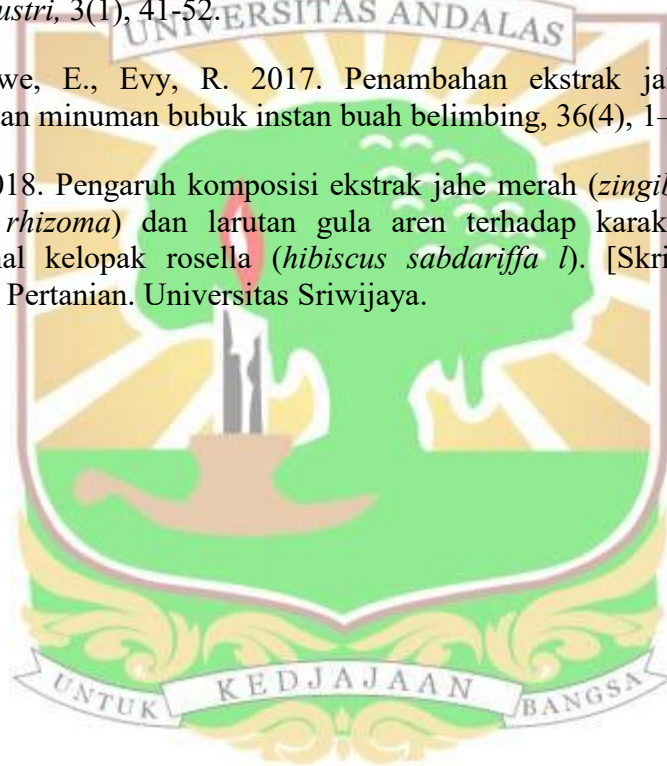 ustri, 3(1), 41-52.
UNIVERSITAS ANDALAS
we, E., Evy, R. 2017. Penambahan ekstrak jah
an minuman bubuk instan buah belimbing, 36(4), 1–
018. Pengaruh komposisi ekstrak jahe merah (zingib
rhizoma) dan larutan gula aren terhadap karak
nal kelopak rosella (hibiscus sabdariffa l). [Skri
Pertanian. Universitas Sriwijaya.
UNTUK KEDJAJAAN BANGSA